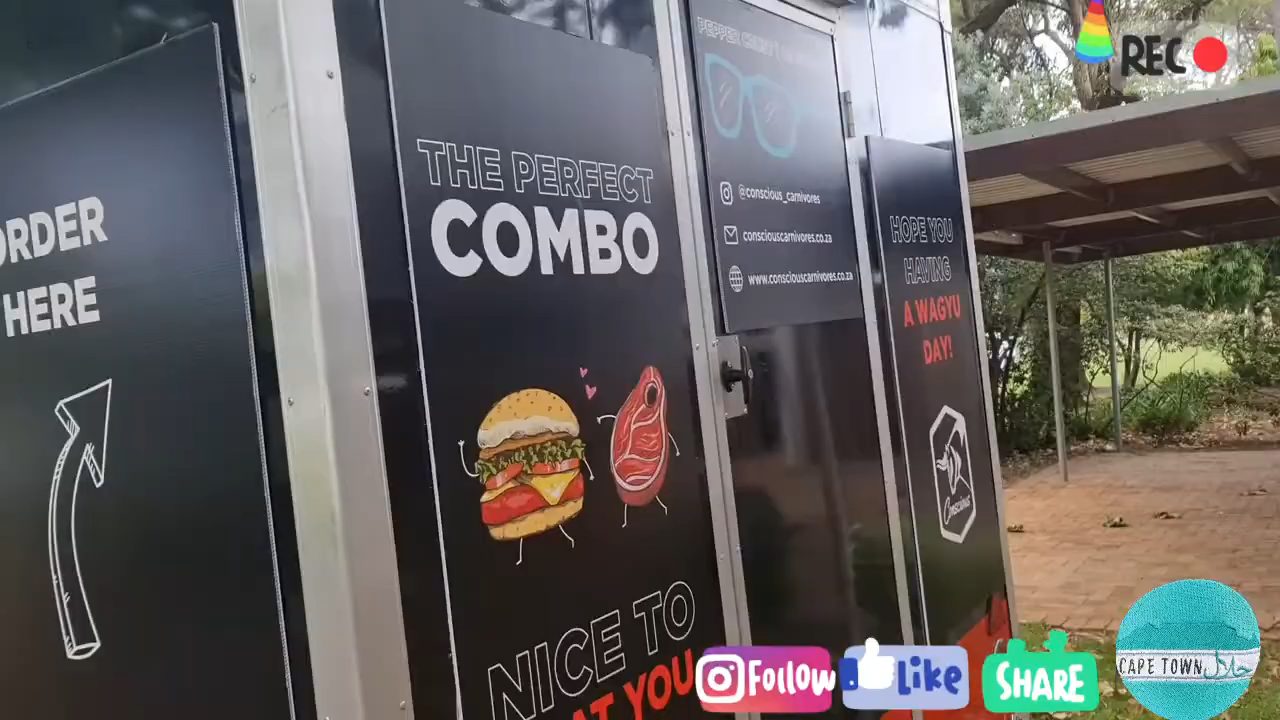 ORDER
HERE
THE PERFECT
COMBO
NICE TO
AT YOU
@conscious_carnivores
consciouscarnivores.co.za
www.consciouscarnivores.co.za
HOPE YOU
HAVING
A WAGYU
DAY!
Conscious
REC
Follow
Like
SHARE
CAPE TOWN حلال